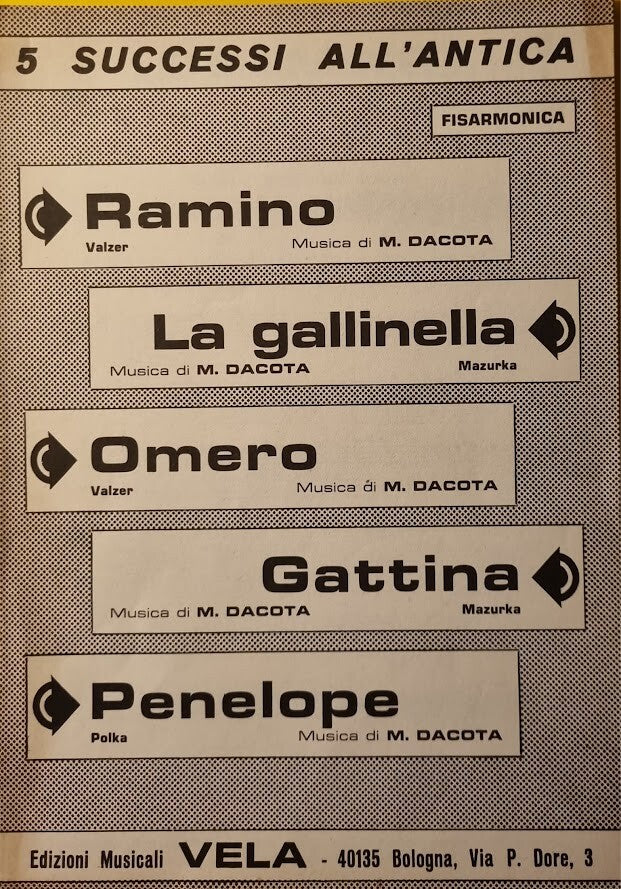 5 SUCCESSI ALL'ANTICA
FISARMONICA
Ramino
Valzer Musica di M. DACOTA
La gallinella
Musica di M. DACOTA Mazurka
Omero
Valzer Musica di M. DACOTA
Gattina
Musica di M. DACOTA Mazurka
Penelope
Polka Musica di M. DACOTA
Edizioni Musicali VELA - 40135 Bologna, Via P. Dore, 3